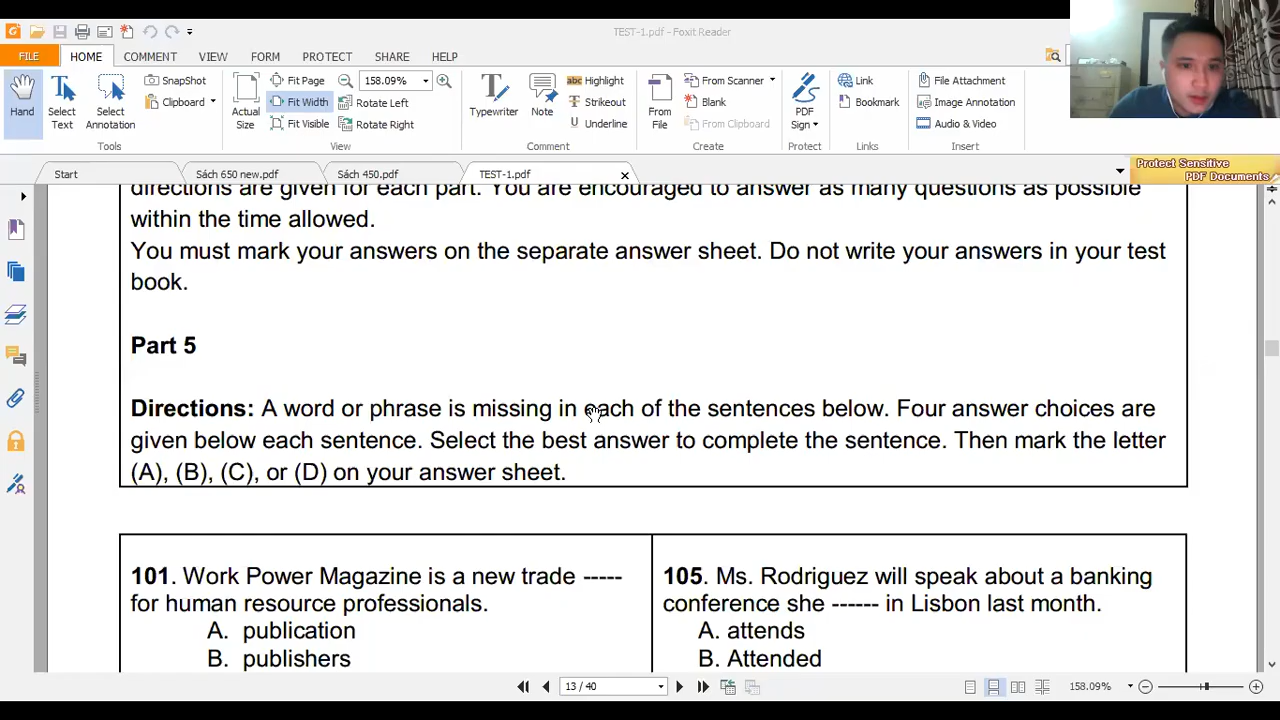 TEST-1.pdf - Foxit Reader
FILE HOME COMMENT VIEW FORM PROTECT SHARE HELP
Hand
Select Text
Select Annotation
SnapShot
Clipboard
Tools
Actual Size
Fit Page
Fit Width
Fit Visible
158.09%
Rotate Left
Rotate Right
View
Typewriter
Note
abc Highlight
Strikeout
U Underline
Comment
From File
From Scanner
Blank
From Clipboard
Create
PDF Sign
Protect
Link
Bookmark
Links
File Attachment
Image Annotation
Audio & Video
Insert
Start
Sách 650 new.pdf
Sách 450.pdf
TEST-1.pdf
Protect Sensitive
PDF Documents
directions are given for each part. You are encouraged to answer as many questions as possible
within the time allowed.
You must mark your answers on the separate answer sheet. Do not write your answers in your test
book.
Part 5
Directions: A word or phrase is missing in each of the sentences below. Four answer choices are
given below each sentence. Select the best answer to complete the sentence. Then mark the letter
(A), (B), (C), or (D) on your answer sheet.
101. Work Power Magazine is a new trade -----
for human resource professionals.
A. publication
B. publishers
105. Ms. Rodriguez will speak about a banking
conference she ------ in Lisbon last month.
A. attends
B. Attended
13 / 40
158.09%